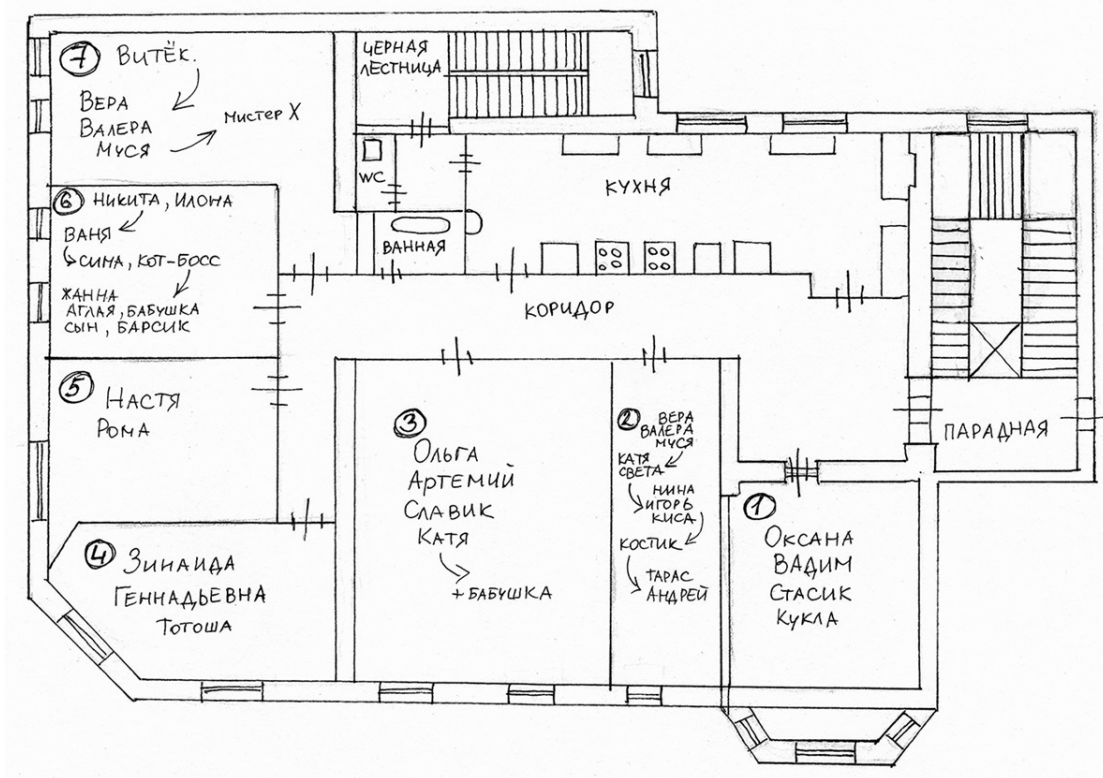 7 ВИТЁК.
ВЕРА
ВАЛЕРА
МУСЯ
МИСТЕР Х
ЧЕРНАЯ
ЛЕСТНИЦА
WC
ВАННАЯ
КУХНЯ
КОРИДОР
ПАРАДНАЯ
6 НИКИТА, ИЛОНА
ВАНЯ
СИМА, КОТ-БОСС
ЖАННА
АГЛАЯ, БАБУШКА
СЫН, БАРСИК
5 НАСТЯ
РОМА
4 ЗИНАИДА
ГЕННАДЬЕВНА
ТОТОША
3
ОЛЬГА
АРТЕМИЙ
СЛАВИК
КАТЯ
+ БАБУШКА
2 ВЕРА
ВАЛЕРА
МУСЯ
КАТЯ
СВЕТА
НИНА
ИГОРЬ
КИСА
КОСТИК
ТАРАС
АНДРЕЙ
1
ОКСАНА
ВАДИМ
СТАСИК
КУКЛА